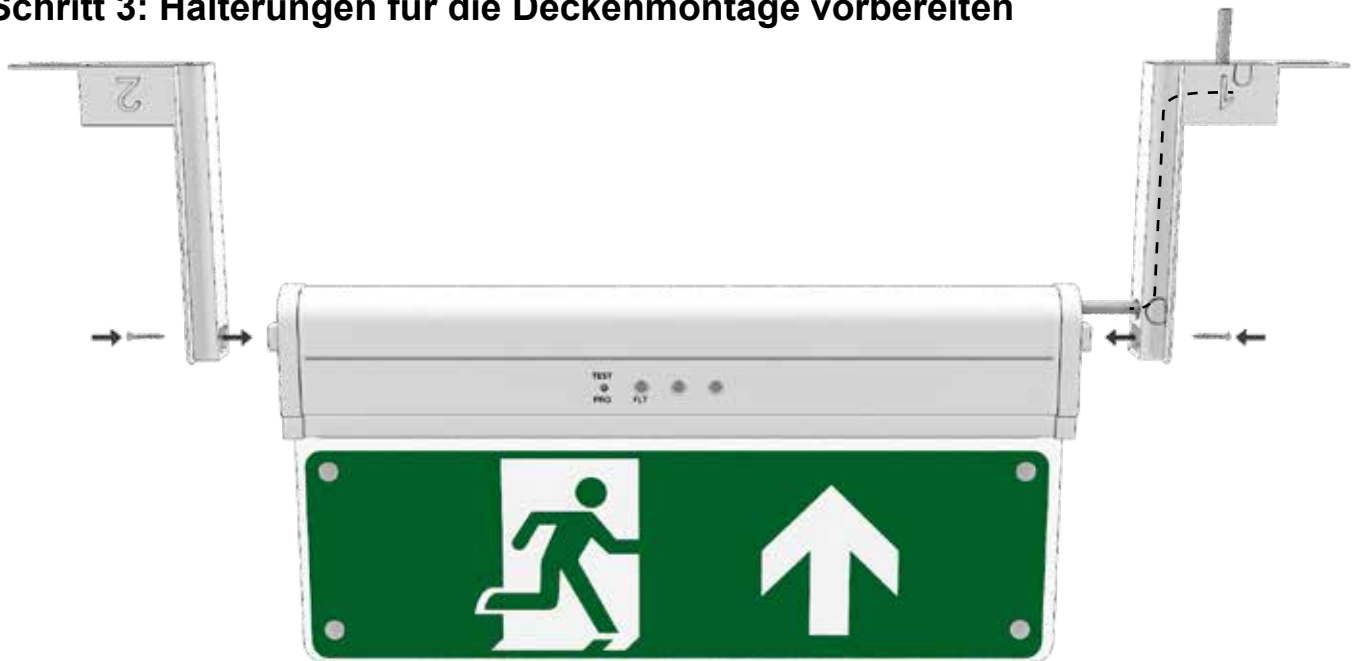 Schritt 3: Halterungen für die Deckenmontage vorbereiten
2
1
TEST
PRG FLT